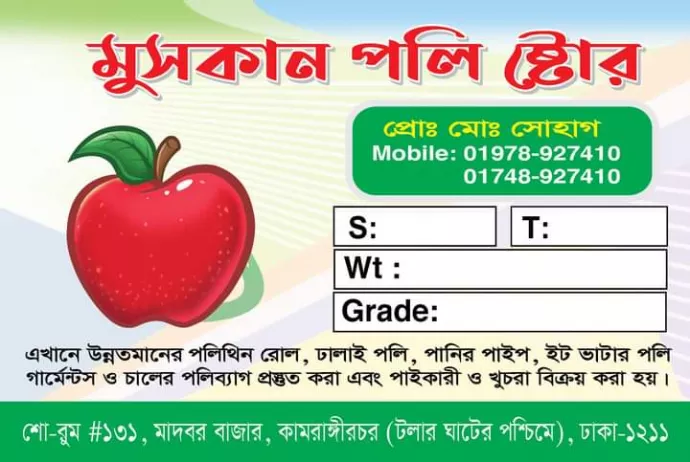 মুসকান পলি ষ্টোর
প্রোঃ মোঃ সোহাগ
Mobile: 01978-927410
01748-927410
S: T:
Wt :
Grade:
এখানে উন্নতমানের পলিথিন রোল, ঢালাই পলি, পানির পাইপ, ইট ভাটার পলি
গার্মেন্টস ও চালের পলিব্যাগ প্রস্তুত করা এবং পাইকারী ও খুচরা বিক্রয় করা হয়।
শো-রুম #১৩১, মাদবর বাজার, কামরাঙ্গীরচর (টলার ঘাটের পশ্চিমে), ঢাকা-১২১১